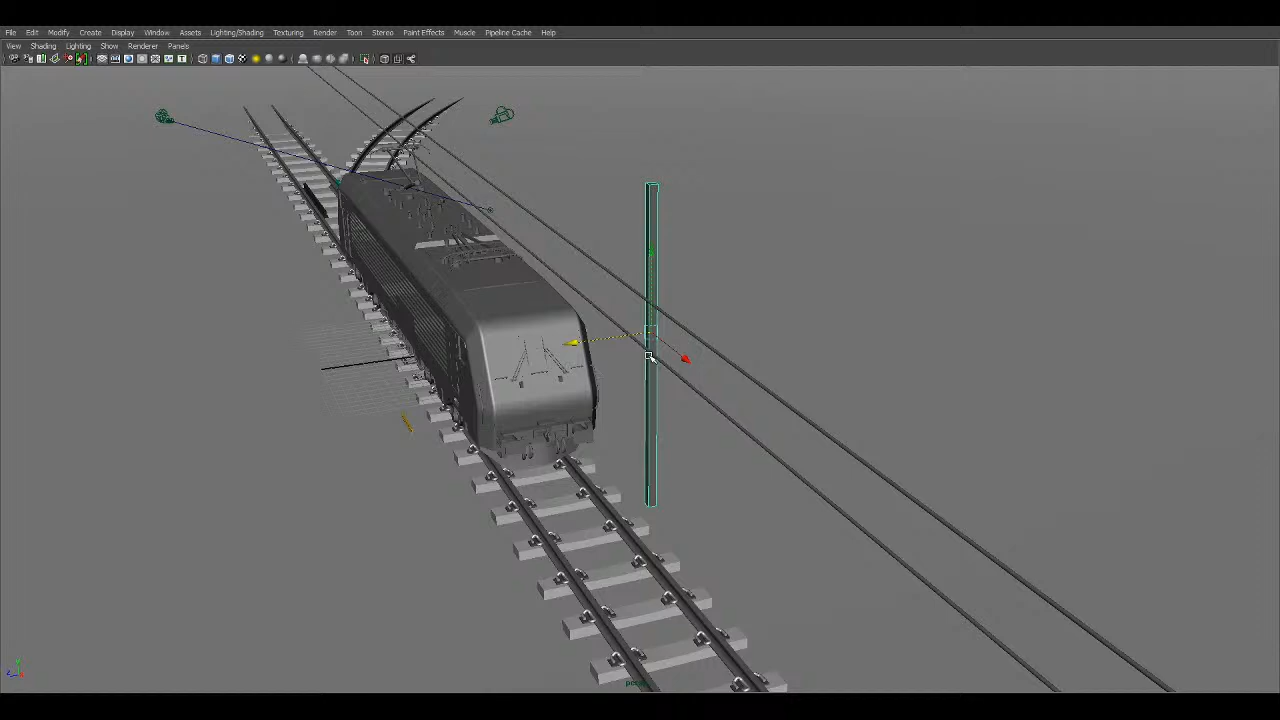 File Edit Modify Create Display Window Assets Lighting/Shading Texturing Render Toon Stereo Paint Effects Muscle Pipeline Cache Help
View Shading Lighting Show Renderer Panels